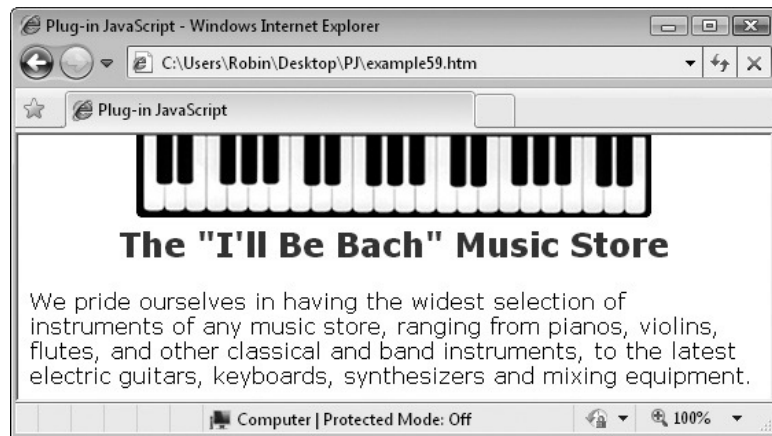 Plug-in JavaScript - Windows Internet Explorer
C:\Users\Robin\Desktop\PJ\example59.htm
Plug-in JavaScript
The "I'll Be Bach" Music Store
We pride ourselves in having the widest selection of
instruments of any music store, ranging from pianos, violins,
flutes, and other classical and band instruments, to the latest
electric guitars, keyboards, synthesizers and mixing equipment.
Computer | Protected Mode: Off 100%